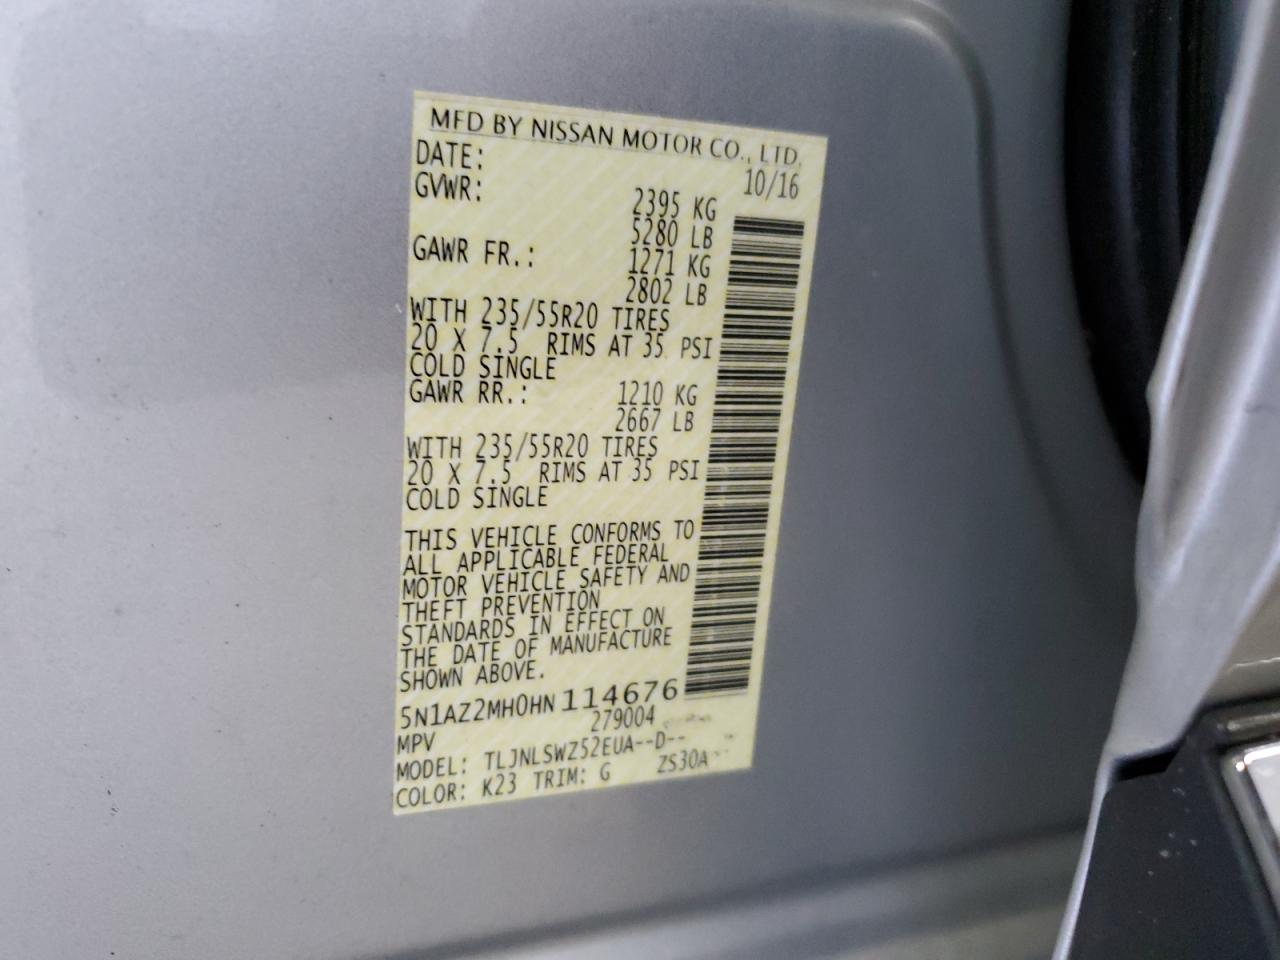 MFD BY NISSAN MOTOR CO., LTD.
DATE: 10/16
GVWR: 2395 KG
5280 LB
GAWR FR.: 1271 KG
2802 LB
WITH 235/55R20 TIRES
20 X 7.5 RIMS AT 35 PSI
COLD SINGLE
GAWR RR.: 1210 KG
2667 LB
WITH 235/55R20 TIRES
20 X 7.5 RIMS AT 35 PSI
COLD SINGLE
THIS VEHICLE CONFORMS TO
ALL APPLICABLE FEDERAL
MOTOR VEHICLE SAFETY AND
THEFT PREVENTION
STANDARDS IN EFFECT ON
THE DATE OF MANUFACTURE
SHOWN ABOVE.
5N1AZ2MH0HN114676
MPV 279004
MODEL: TLJNLSWZ52EUA--D--
COLOR: K23 TRIM: G ZS30A